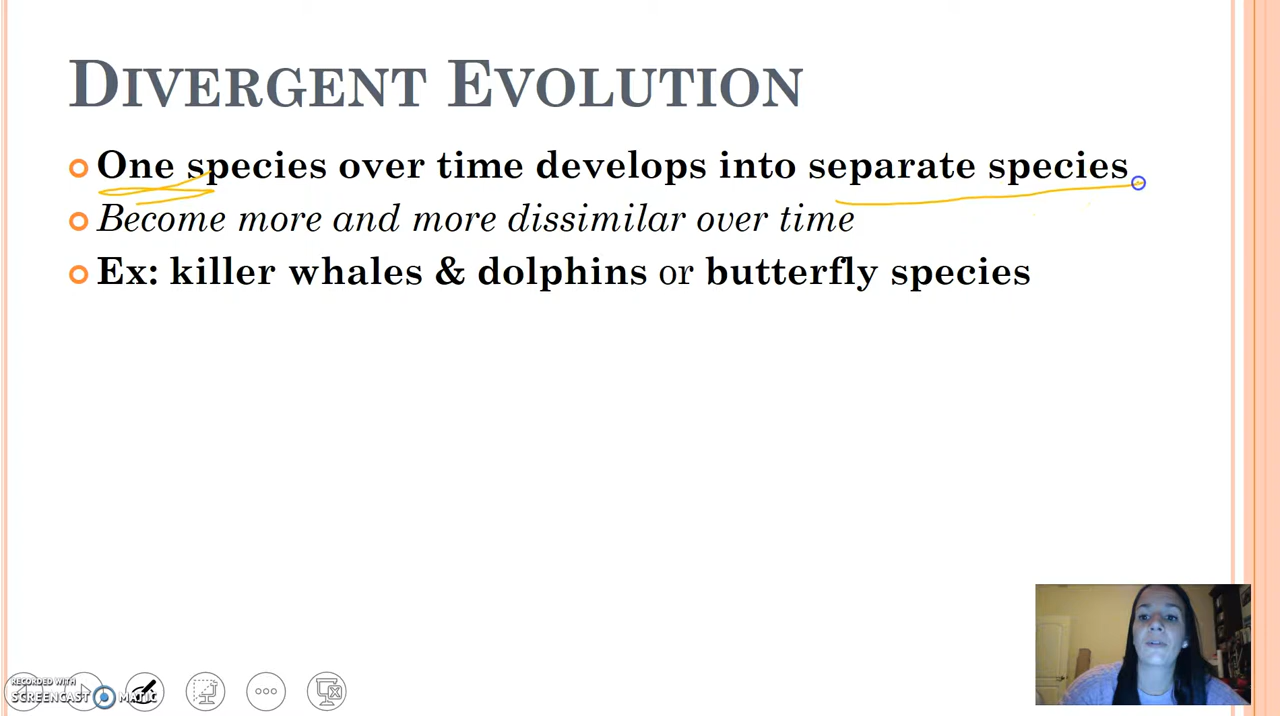 DIVERGENT EVOLUTION
One species over time develops into separate species
Become more and more dissimilar over time
Ex: killer whales & dolphins or butterfly species
RECORDED WITH
SCREENCAST MATIC